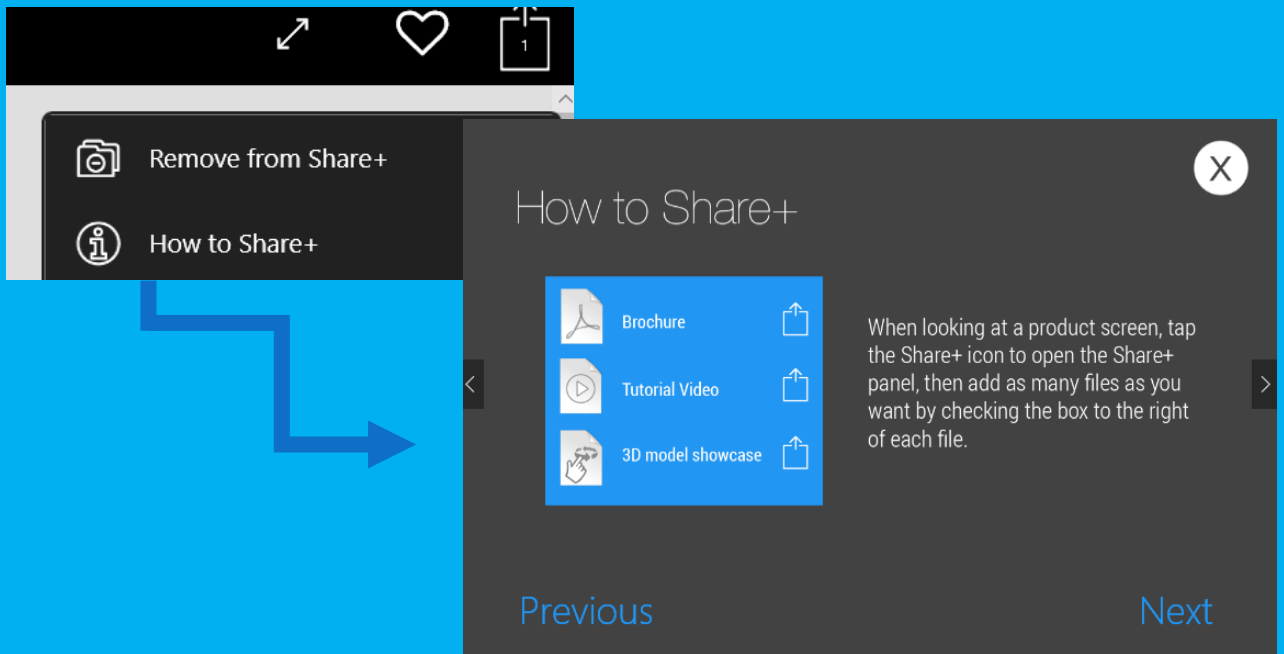 1
Remove from Share+
How to Share+
X
How to Share+
Brochure
Tutorial Video
3D model showcase
When looking at a product screen, tap
the Share+ icon to open the Share+
panel, then add as many files as you
want by checking the box to the right
of each file.
Previous
Next